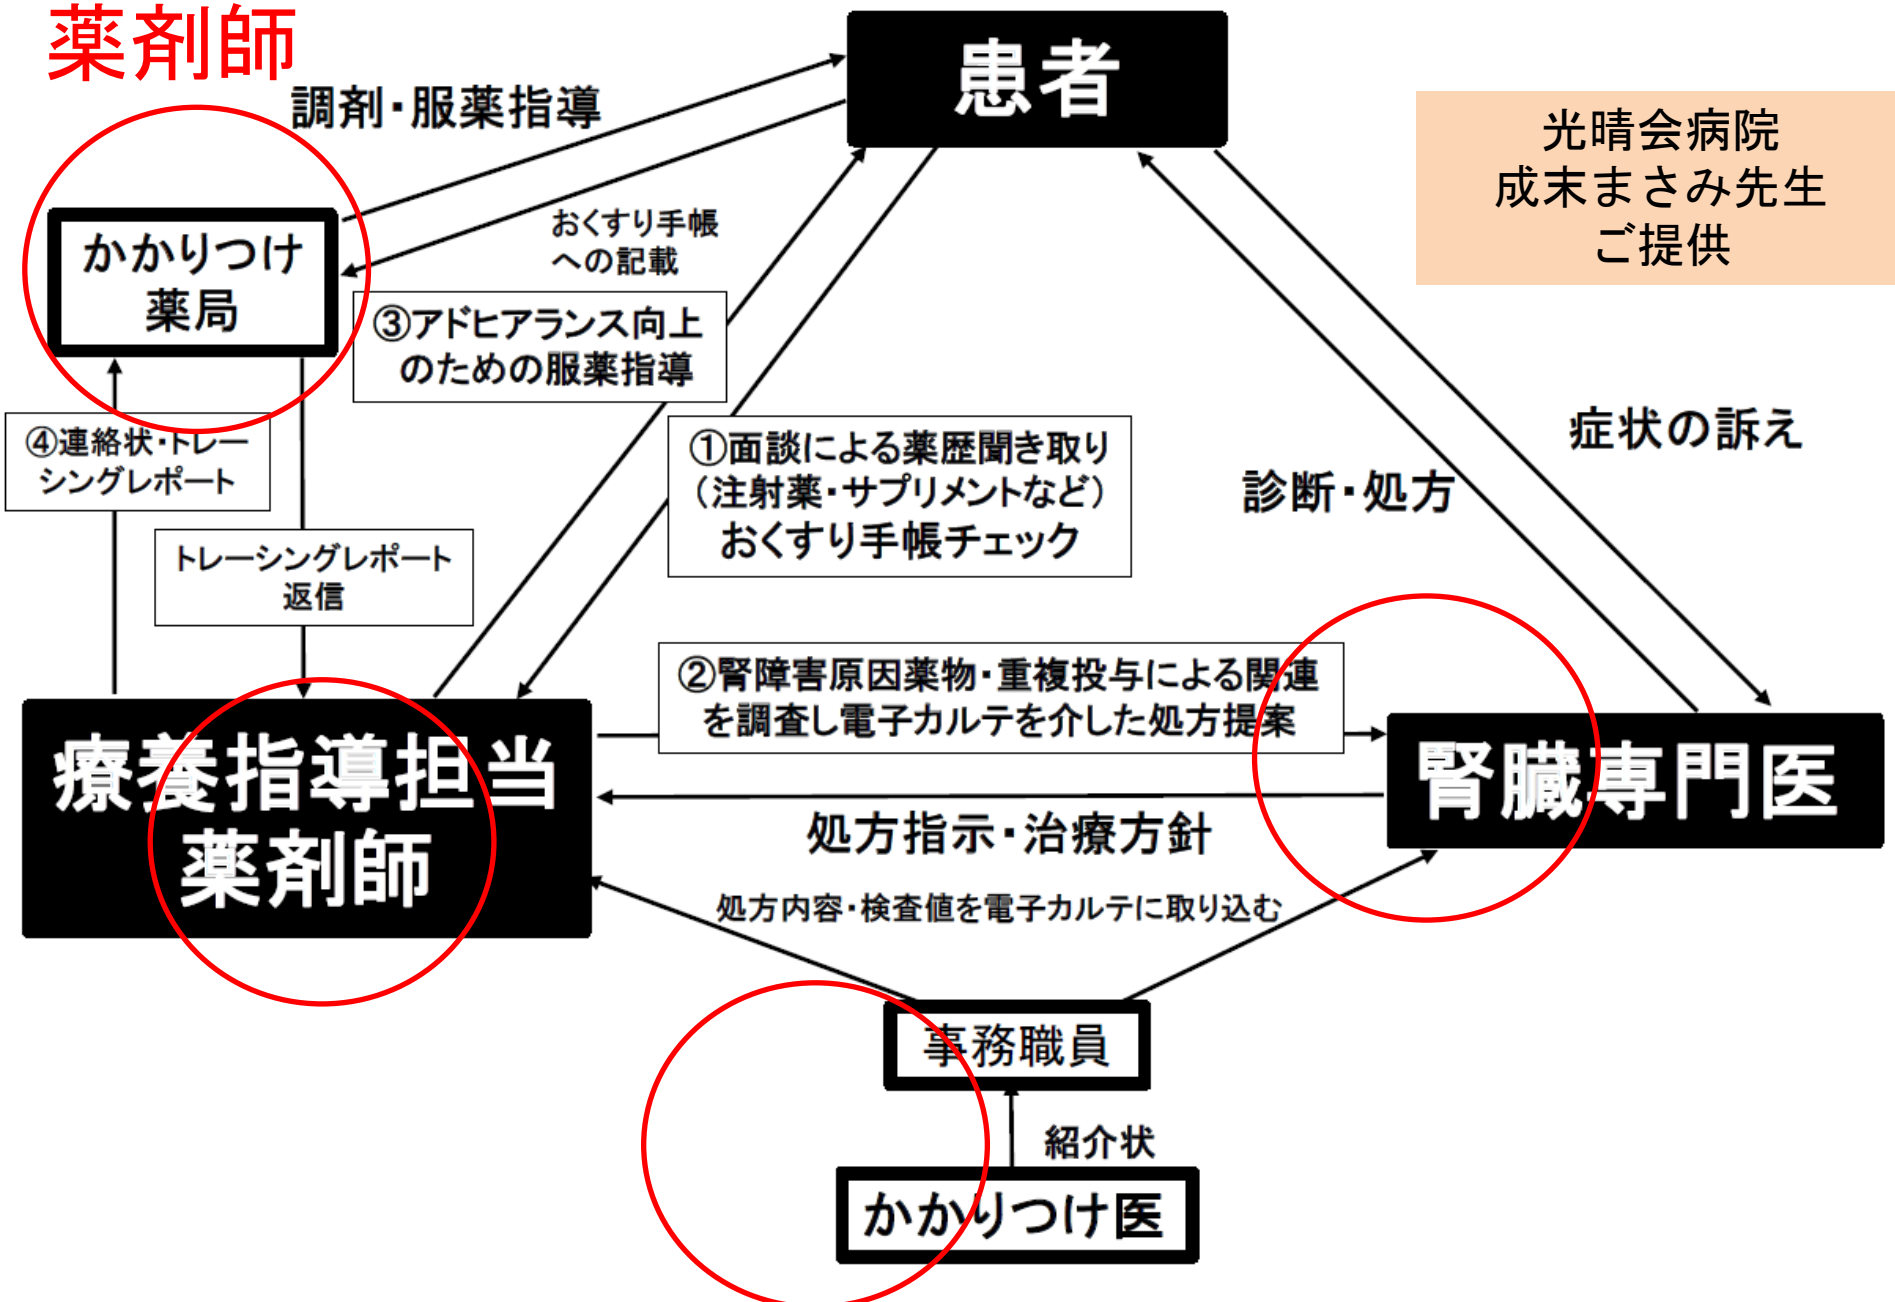 薬剤師
患者
調剤・服薬指導
光晴会病院
成末まさみ先生
ご提供
おくすり手帳
への記載
かかりつけ
薬局
③アドヒアランス向上
のための服薬指導
④連絡状・トレー
シングレポート
①面談による薬歴聞き取り
（注射薬・サプリメントなど）
おくすり手帳チェック
症状の訴え
診断・処方
トレーシングレポート
返信
②腎障害原因薬物・重複投与による関連
を調査し電子カルテを介した処方提案
療養指導担当
薬剤師
腎臓専門医
処方指示・治療方針
処方内容・検査値を電子カルテに取り込む
事務職員
紹介状
かかりつけ医